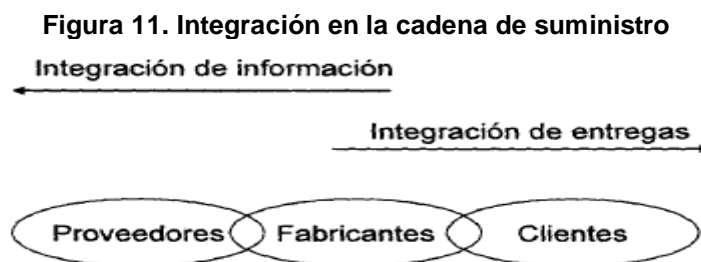 Figura 11. Integración en la cadena de suministro
Integración de información
Integración de entregas
Proveedores Fabricantes Clientes